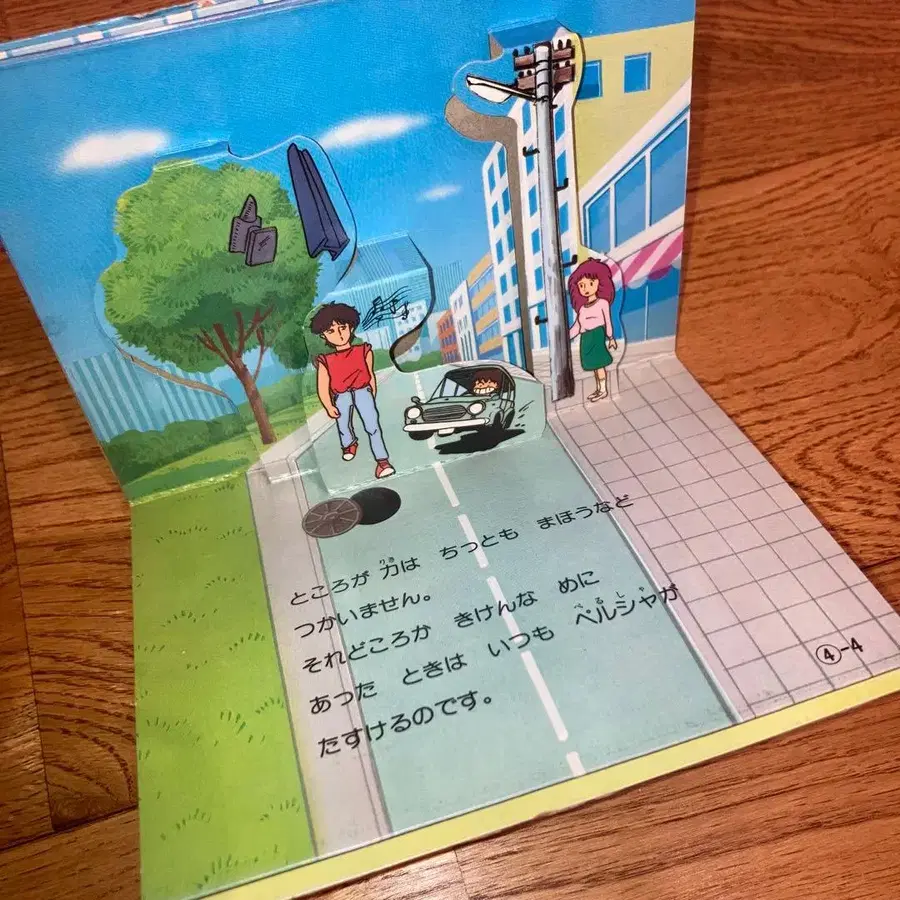 ところが 力は ちっとも まほうなど
つかいません。
それどころか きけんな めに
あった ときは いつも ペルシャが
たすけるのです。
④-4